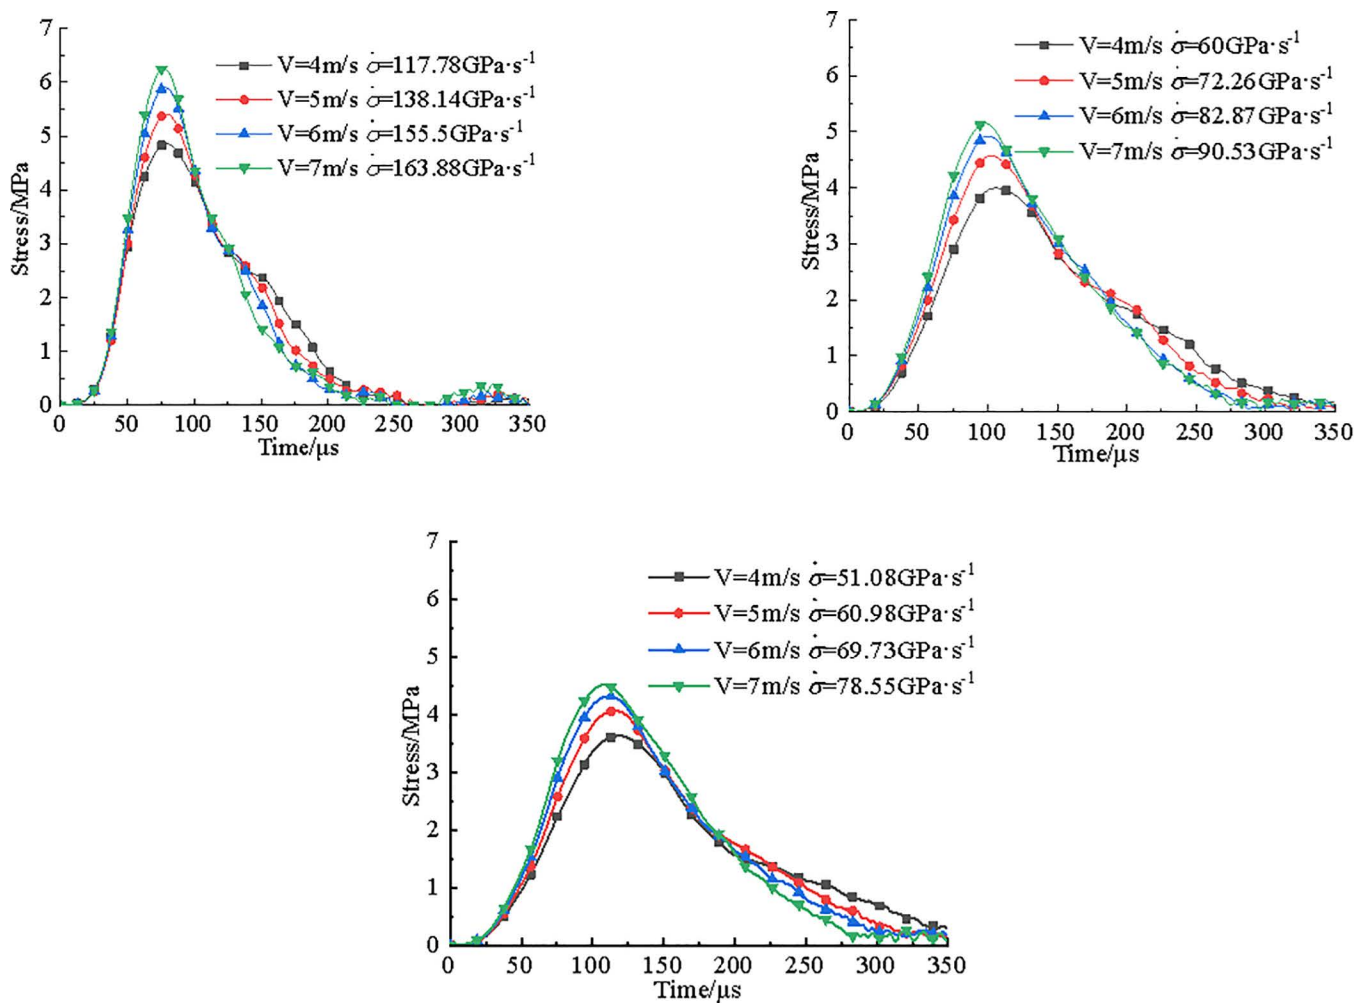 7
6
5
4
3
2
1
0
Stress/MPa
V=4m/s σ̇=117.78GPa·s⁻¹
V=5m/s σ̇=138.14GPa·s⁻¹
V=6m/s σ̇=155.5GPa·s⁻¹
V=7m/s σ̇=163.88GPa·s⁻¹
0 50 100 150 200 250 300 350
Time/μs
7
6
5
4
3
2
1
0
Stress/MPa
V=4m/s σ̇=60GPa·s⁻¹
V=5m/s σ̇=72.26GPa·s⁻¹
V=6m/s σ̇=82.87GPa·s⁻¹
V=7m/s σ̇=90.53GPa·s⁻¹
0 50 100 150 200 250 300 350
Time/μs
7
6
5
4
3
2
1
0
Stress/MPa
V=4m/s σ̇=51.08GPa·s⁻¹
V=5m/s σ̇=60.98GPa·s⁻¹
V=6m/s σ̇=69.73GPa·s⁻¹
V=7m/s σ̇=78.55GPa·s⁻¹
0 50 100 150 200 250 300 350
Time/μs